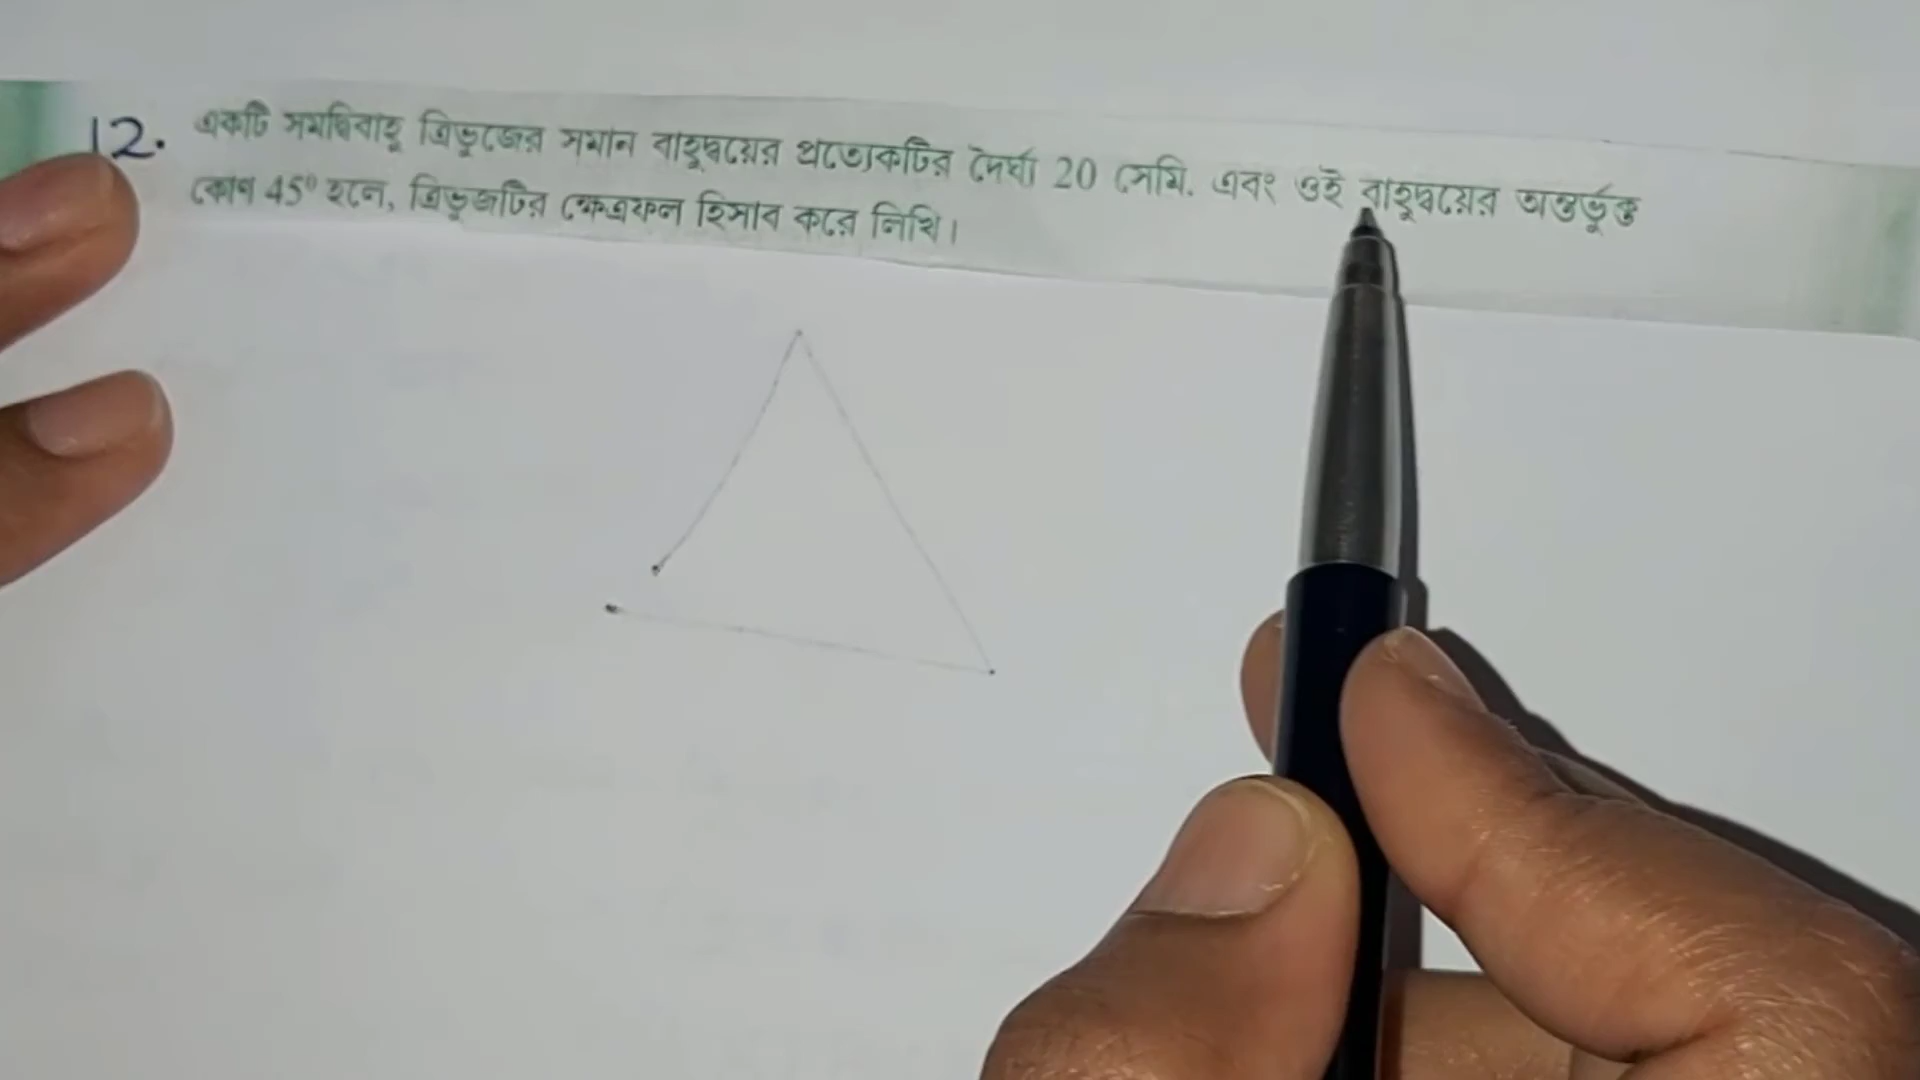 12. একটি সমদ্বিবাহু ত্রিভুজের সমান বাহুদ্বয়ের প্রত্যেকটির দৈর্ঘ্য 20 সেমি. এবং ওই বাহুদ্বয়ের অন্তর্ভুক্ত
কোণ 45° হলে, ত্রিভুজটির ক্ষেত্রফল হিসাব করে লিখি।